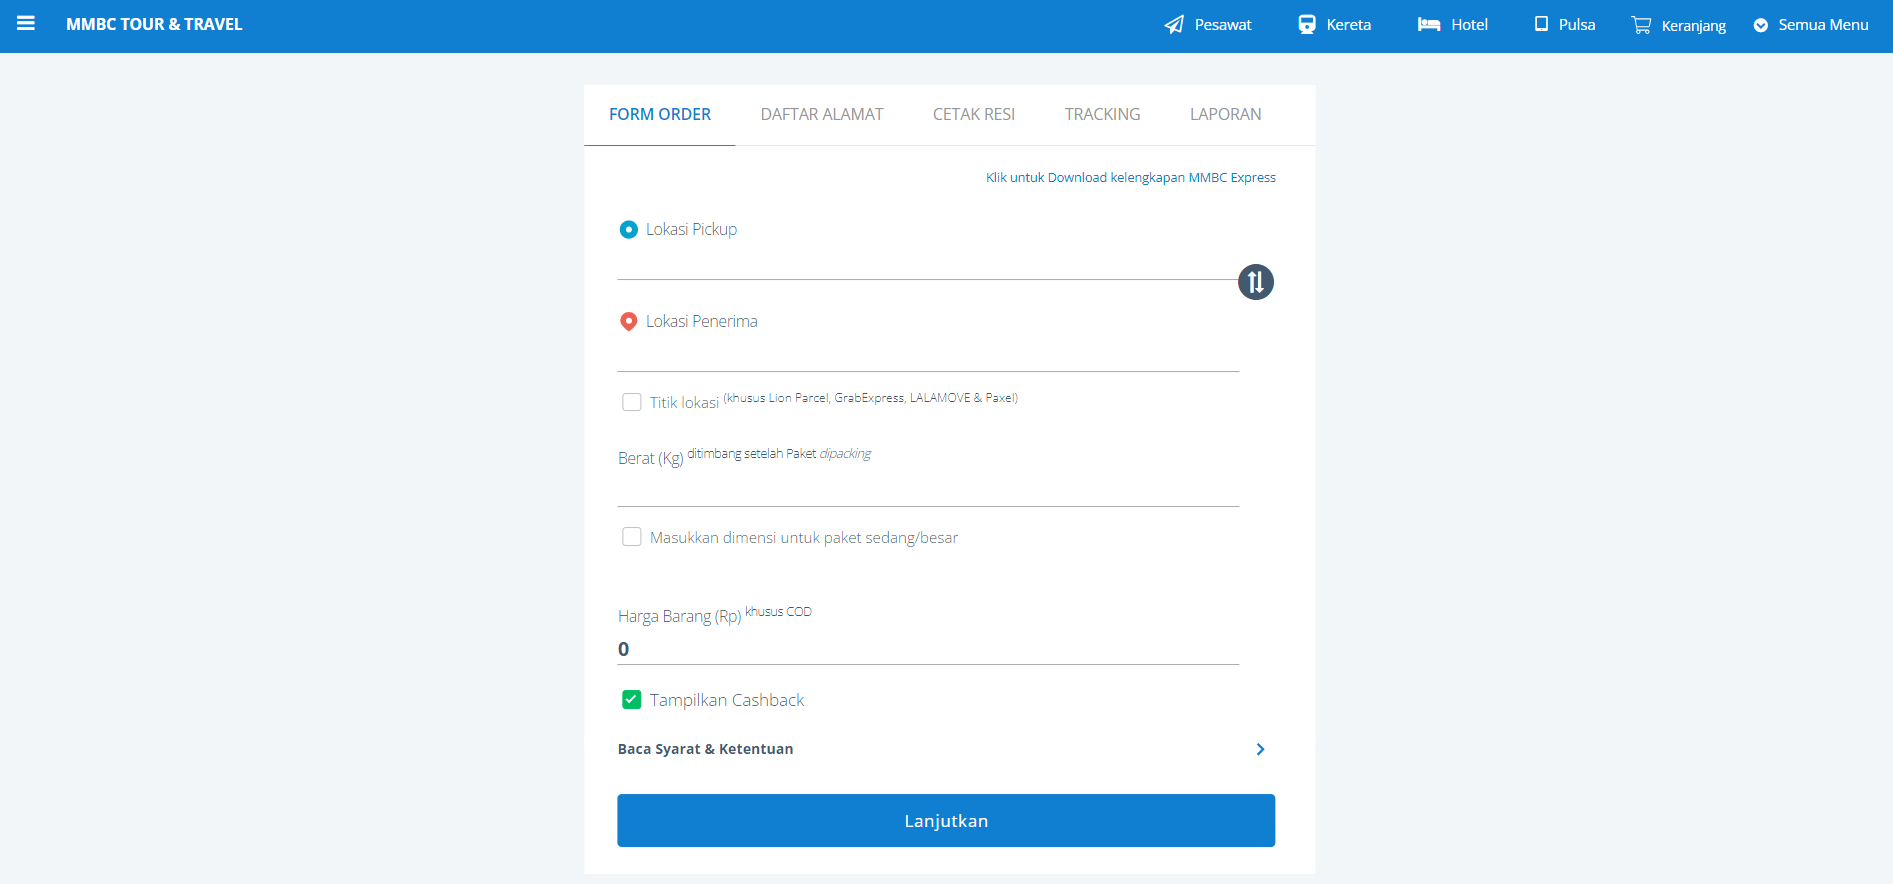 MMBC TOUR & TRAVEL Pesawat Kereta Hotel Pulsa Keranjang Semua Menu
FORM ORDER DAFTAR ALAMAT CETAK RESI TRACKING LAPORAN
Klik untuk Download kelengkapan MMBC Express
Lokasi Pickup
Lokasi Penerima
Titik lokasi (khusus Lion Parcel, GrabExpress, LALAMOVE & Paxel)
Berat (Kg) ditimbang setelah Paket dipacking
Masukkan dimensi untuk paket sedang/besar
Harga Barang (Rp) khusus COD
0
Tampilkan Cashback
Baca Syarat & Ketentuan
Lanjutkan